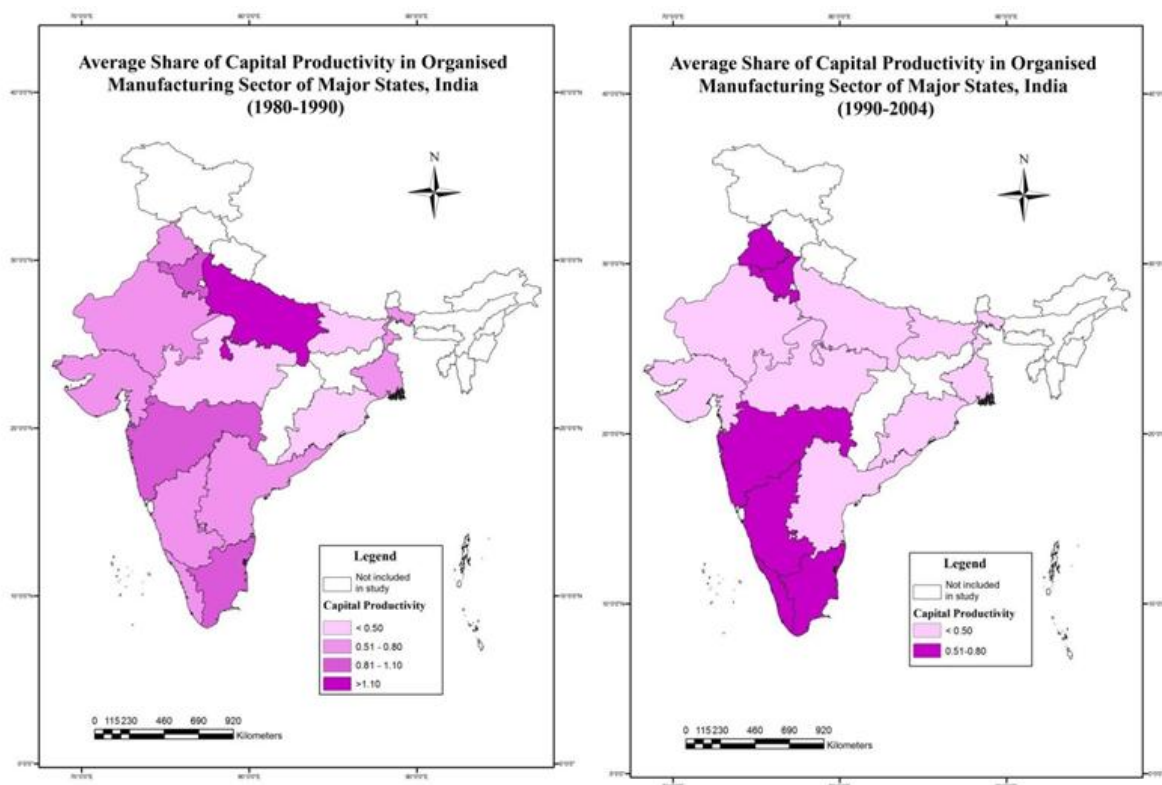 Average Share of Capital Productivity in Organised
Manufacturing Sector of Major States, India
(1980-1990)
N
Legend
Not included
in study
Capital Productivity
< 0.50
0.51 - 0.80
0.81 - 1.10
>1.10
0 115 230 460 690 920
Kilometers
Average Share of Capital Productivity in Organised
Manufacturing Sector of Major States, India
(1990-2004)
N
Legend
Not included
in study
Capital Productivity
< 0.50
0.51-0.80
0 115 230 460 690 920
Kilometers